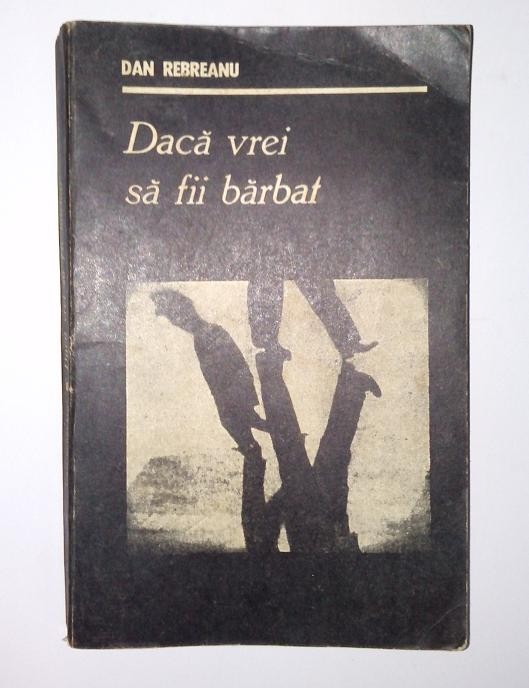 DAN REBREANU
Dacă vrei
să fii bărbat